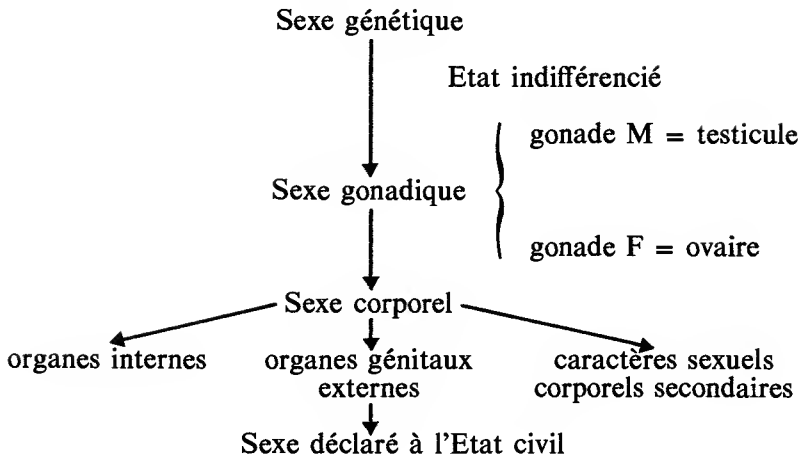 Sexe génétique
Etat indifférencié
gonade M = testicule
Sexe gonadique
gonade F = ovaire
Sexe corporel
organes internes
organes génitaux
externes
caractères sexuels
corporels secondaires
Sexe déclaré à l'Etat civil